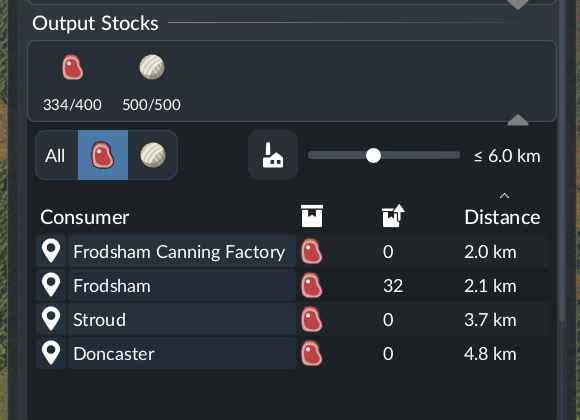 Output Stocks
334/400 500/500
All ≤ 6.0 km
Consumer Distance
Frodsham Canning Factory 0 2.0 km
Frodsham 32 2.1 km
Stroud 0 3.7 km
Doncaster 0 4.8 km